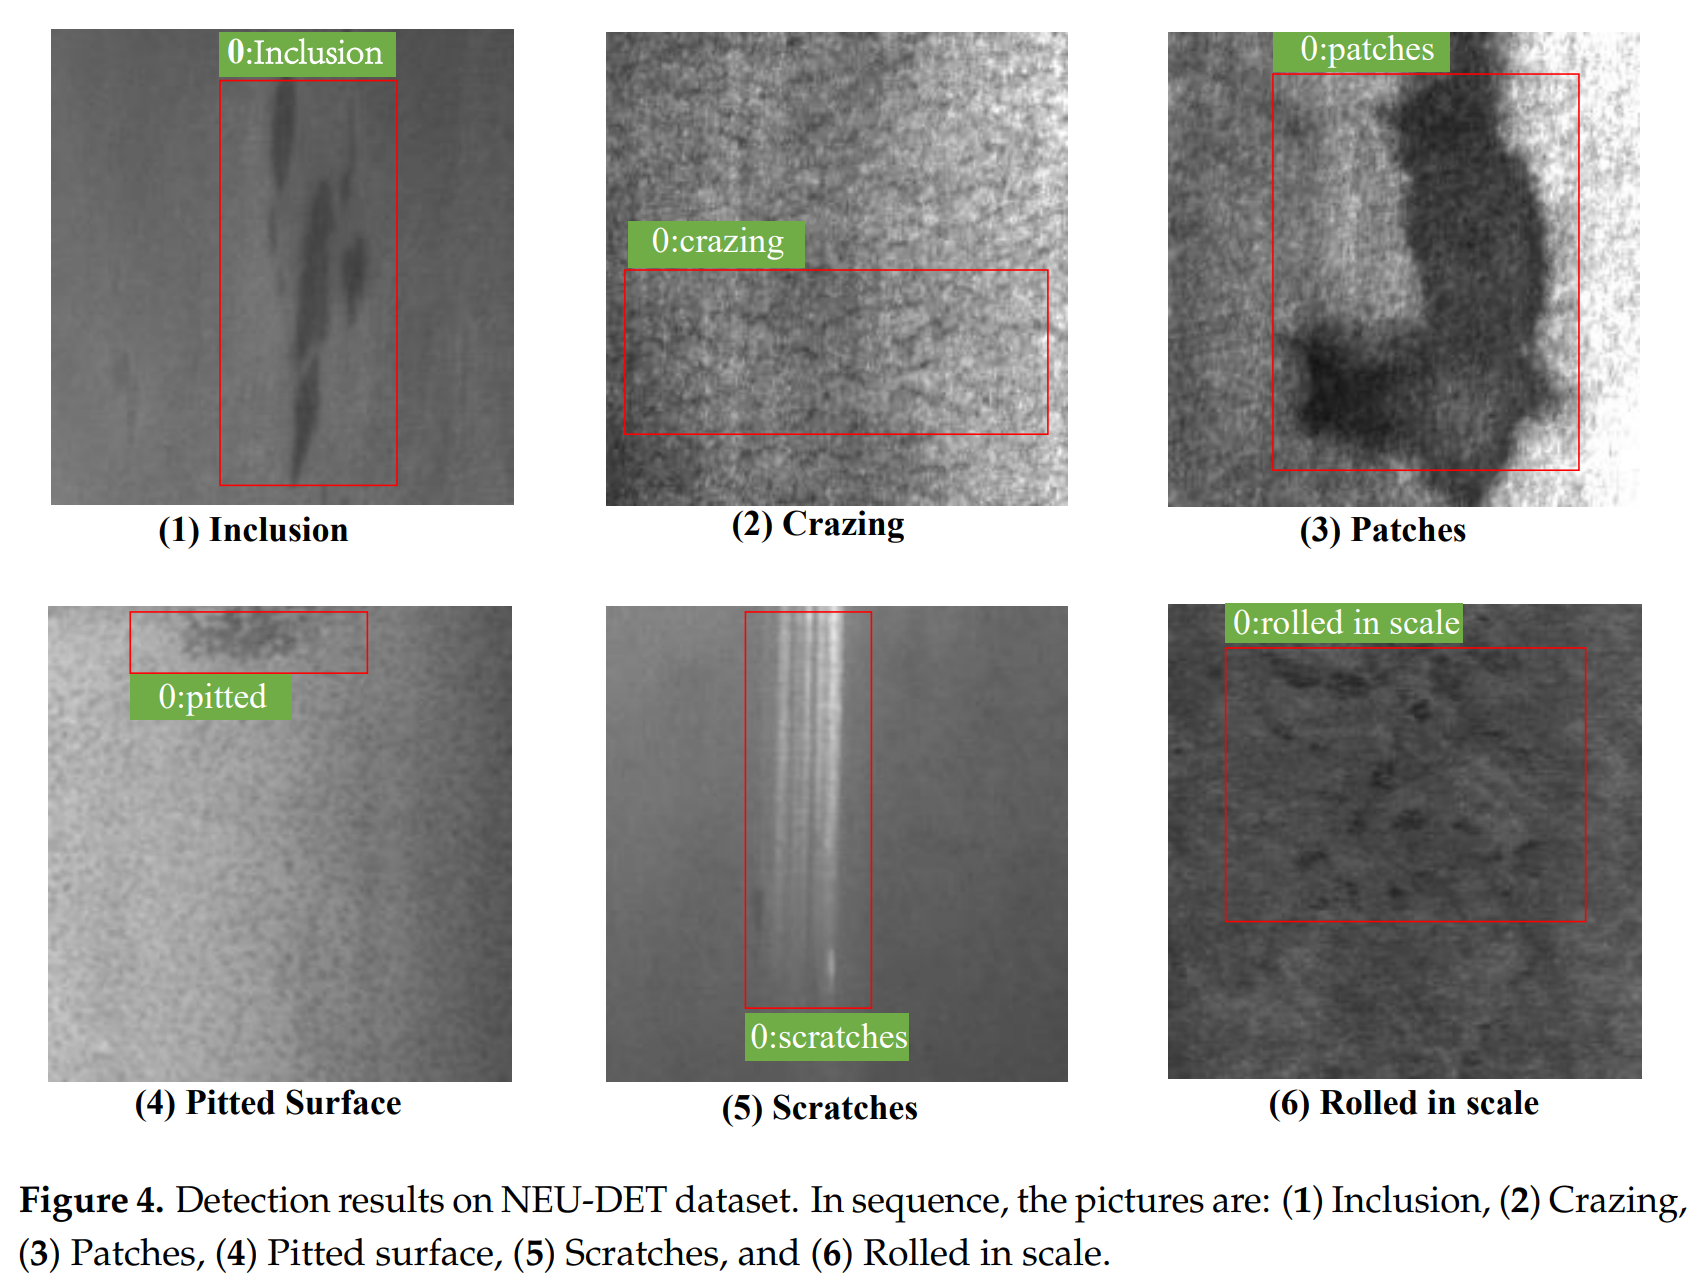 0:Inclusion
0:crazing
0:patches
(1) Inclusion
(2) Crazing
(3) Patches
0:pitted
0:scratches
0:rolled in scale
(4) Pitted Surface
(5) Scratches
(6) Rolled in scale
Figure 4. Detection results on NEU-DET dataset. In sequence, the pictures are: (1) Inclusion, (2) Crazing,
(3) Patches, (4) Pitted surface, (5) Scratches, and (6) Rolled in scale.